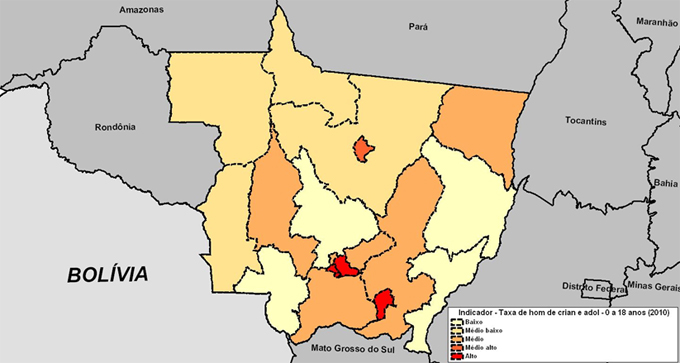 Amazonas
Pará
Maranhão
Rondônia
Tocantins
Bahia
BOLÍVIA
Distrito Federal
Minas Gerais
Mato Grosso do Sul
Indicador - Taxa de hom de crian e adol - 0 a 18 anos (2010)
Baixo
Médio baixo
Médio
Médio alto
Alto